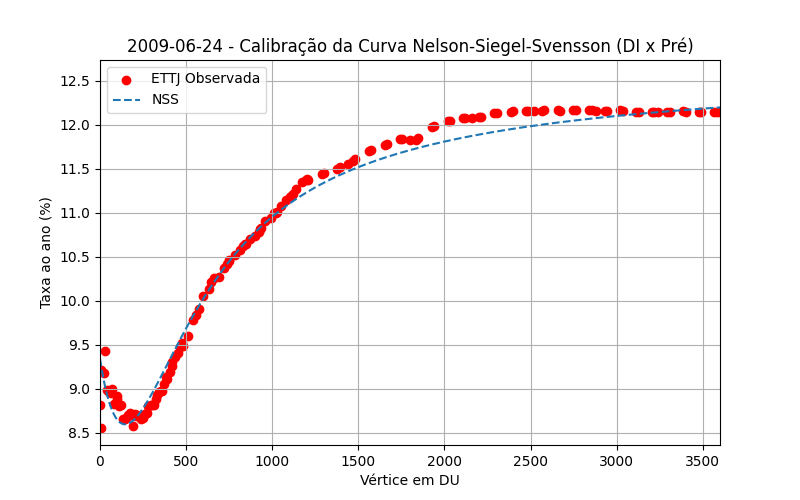 2009-06-24 - Calibração da Curva Nelson-Siegel-Svensson (DI x Pré)
ETTJ Observada
NSS
12.5
12.0
11.5
11.0
10.5
10.0
9.5
9.0
8.5
Taxa ao ano (%)
0 500 1000 1500 2000 2500 3000 3500
Vértice em DU